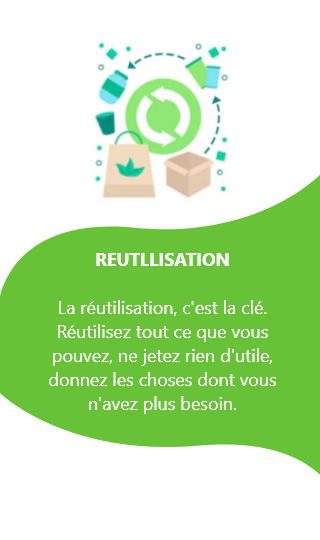 REUTLLISATION
La réutilisation, c'est la clé.
Réutilisez tout ce que vous
pouvez, ne jetez rien d'utile,
donnez les choses dont vous
n'avez plus besoin.